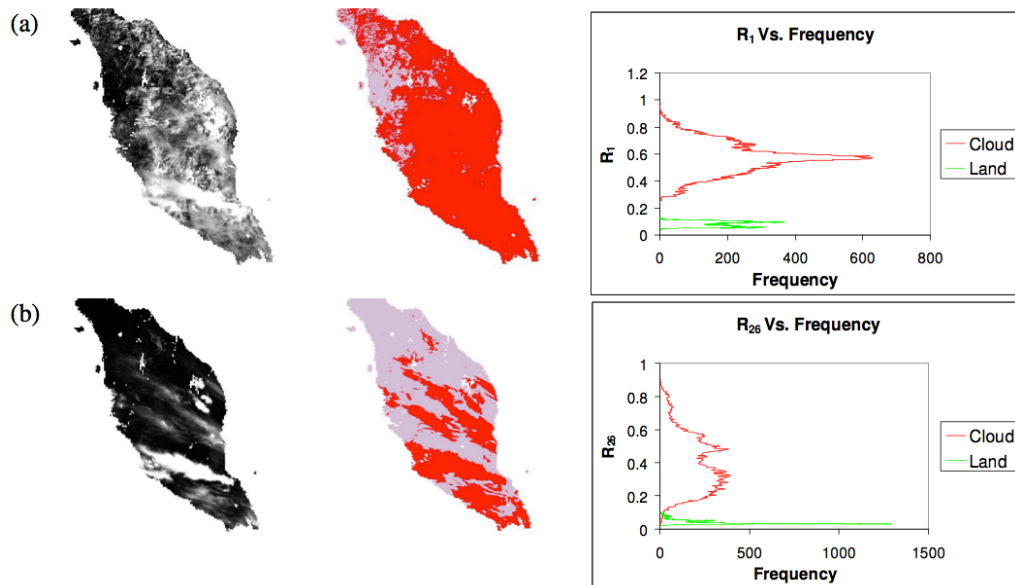 (a)
R₁ Vs. Frequency
1.2
1
0.8
0.6
0.4
0.2
0
R₁
0 200 400 600 800
Frequency
Cloud
Land
(b)
R₂₆ Vs. Frequency
1
0.8
0.6
0.4
0.2
0
R₂₆
0 500 1000 1500
Frequency
Cloud
Land